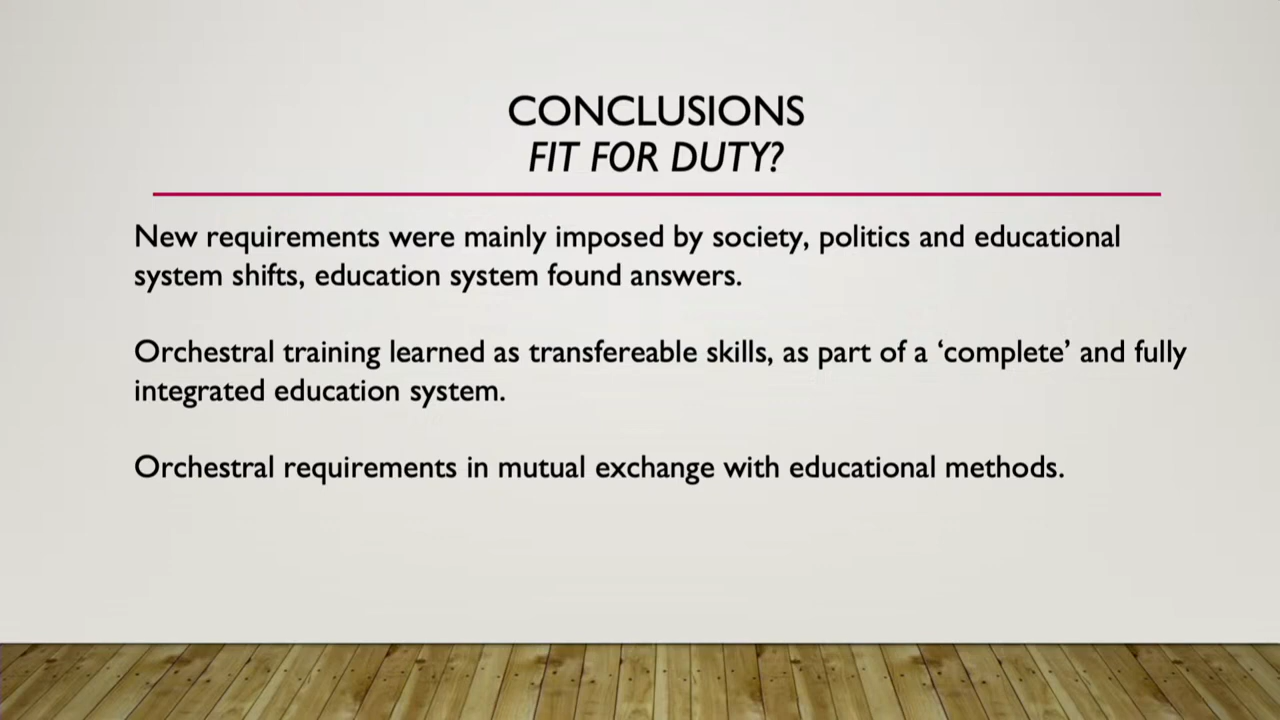 CONCLUSIONS
FIT FOR DUTY?
New requirements were mainly imposed by society, politics and educational
system shifts, education system found answers.
Orchestral training learned as transfereable skills, as part of a ‘complete’ and fully
integrated education system.
Orchestral requirements in mutual exchange with educational methods.